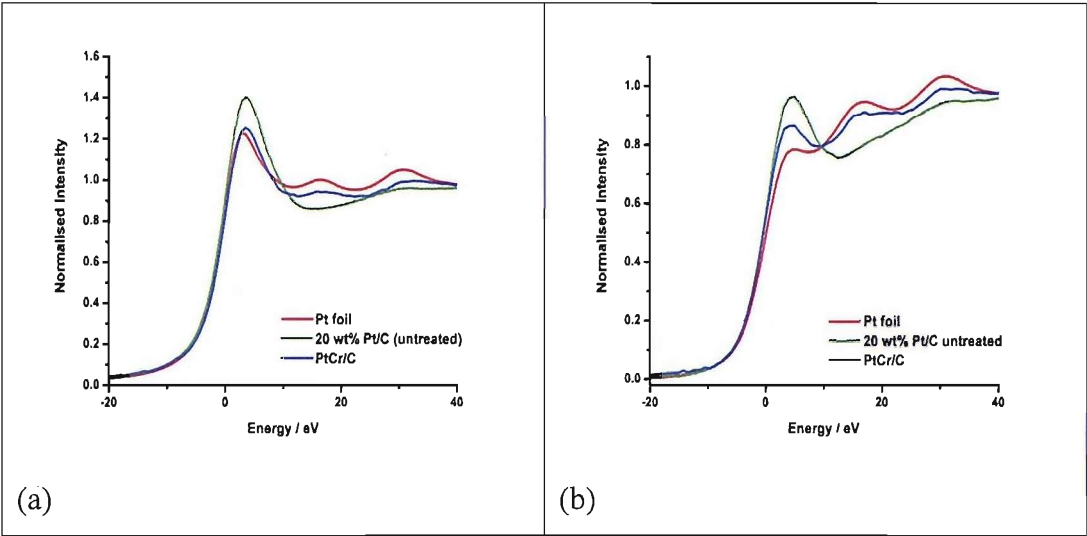 1.6
1.4
1.2
1.0
0.8
0.6
0.4
0.2
0.0
Normalised Intensity
-20
0
20
40
Energy / eV
Pt foil
20 wt% Pt/C (untreated)
PtCr/C
(a)
1.0
0.8
0.6
0.4
0.2
0.0
Normalised Intensity
-20
0
20
40
Energy / eV
Pt foil
20 wt% Pt/C untreated
PtCr/C
(b)